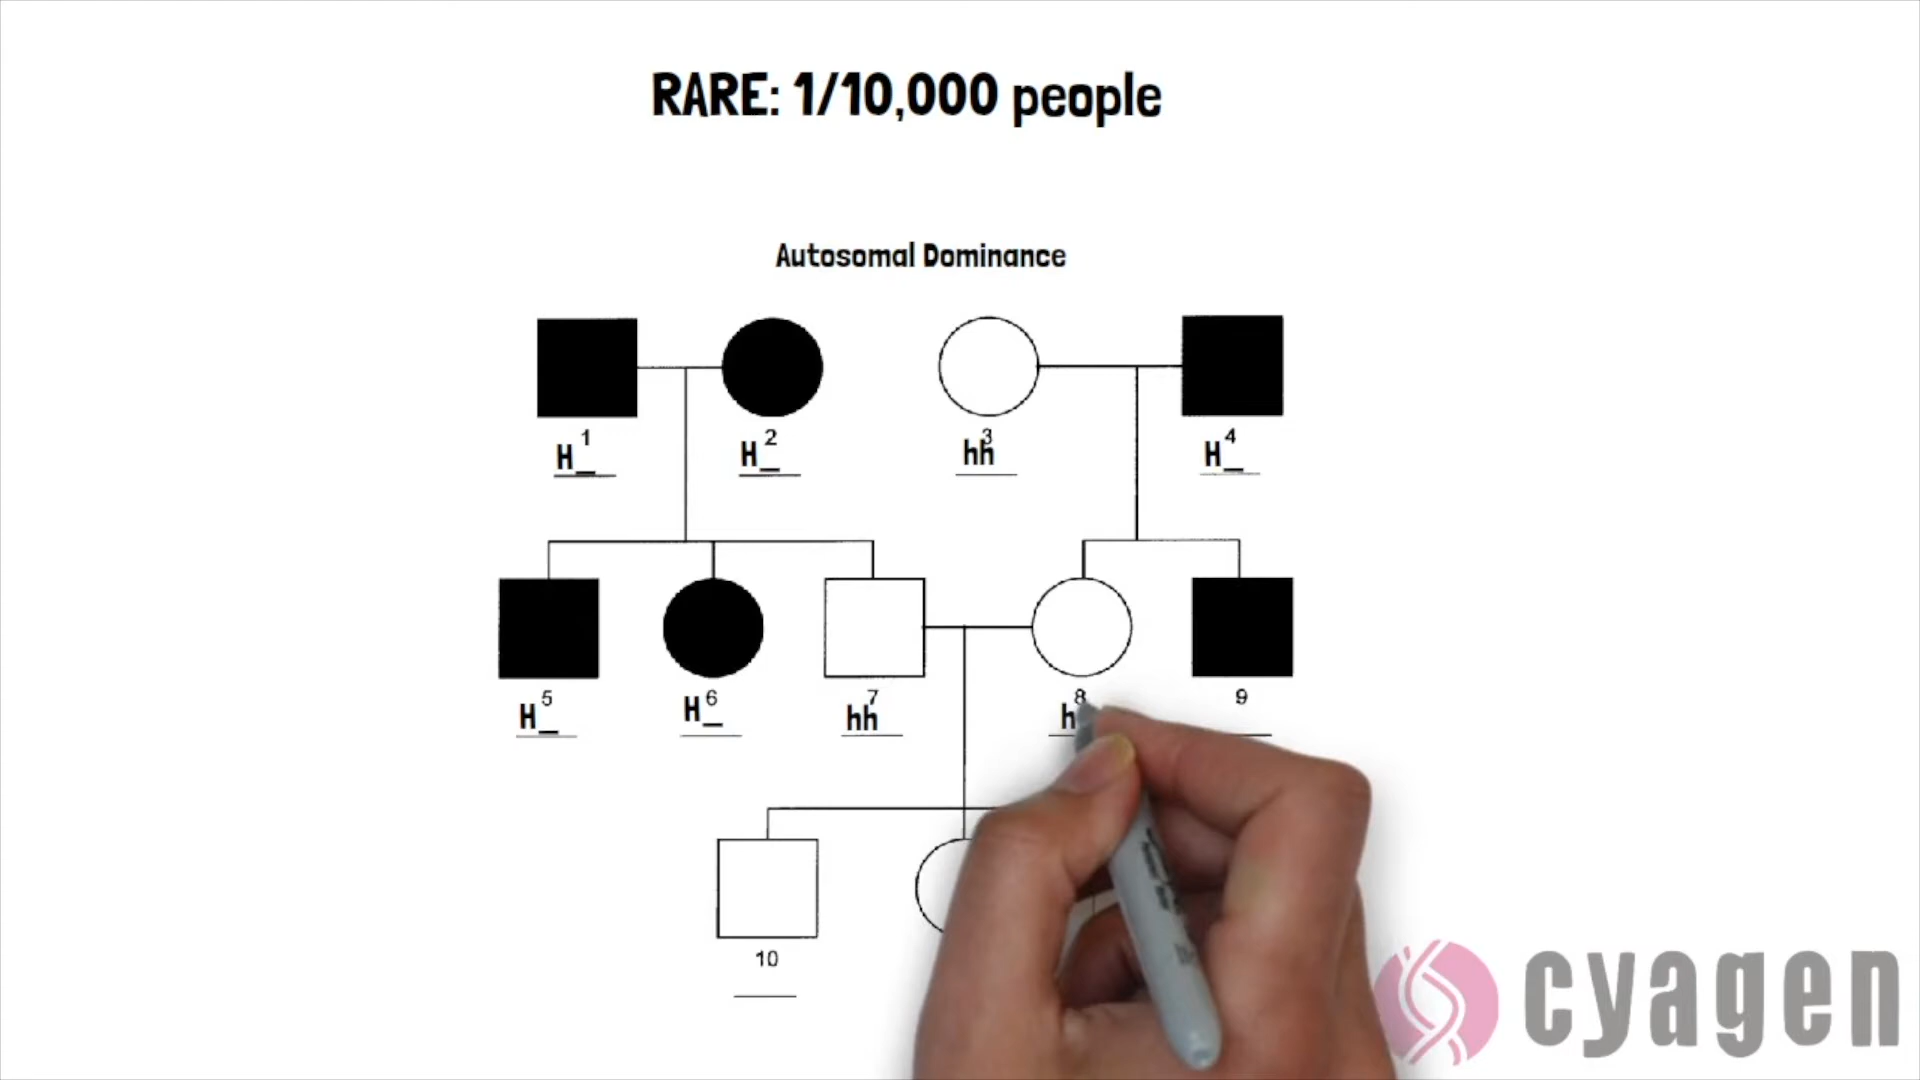 RARE: 1/10,000 people
Autosomal Dominance
1 2 3 4
H_ H_ hh H_
5 6 7 8 9
H_ H_ hh h
10
cyagen